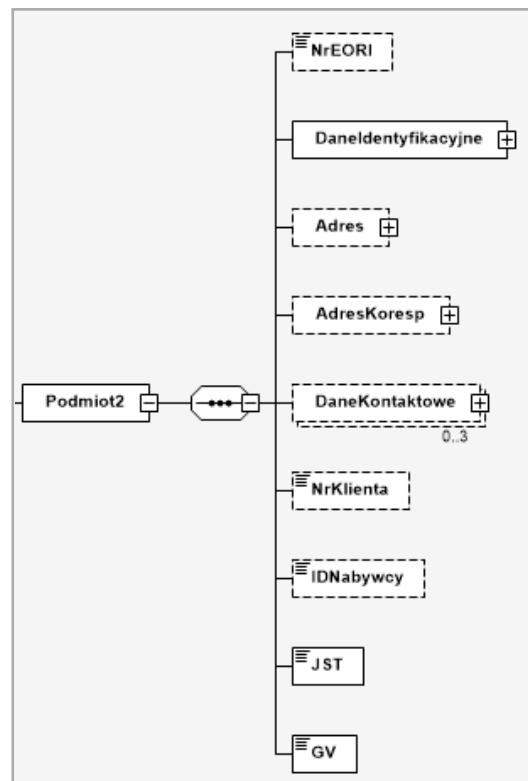 NrEORI
DaneIdentyfikacyjne
Adres
AdresKoresp
Podmiot2
DaneKontaktowe
0..3
NrKlienta
IDNabywcy
JST
GV